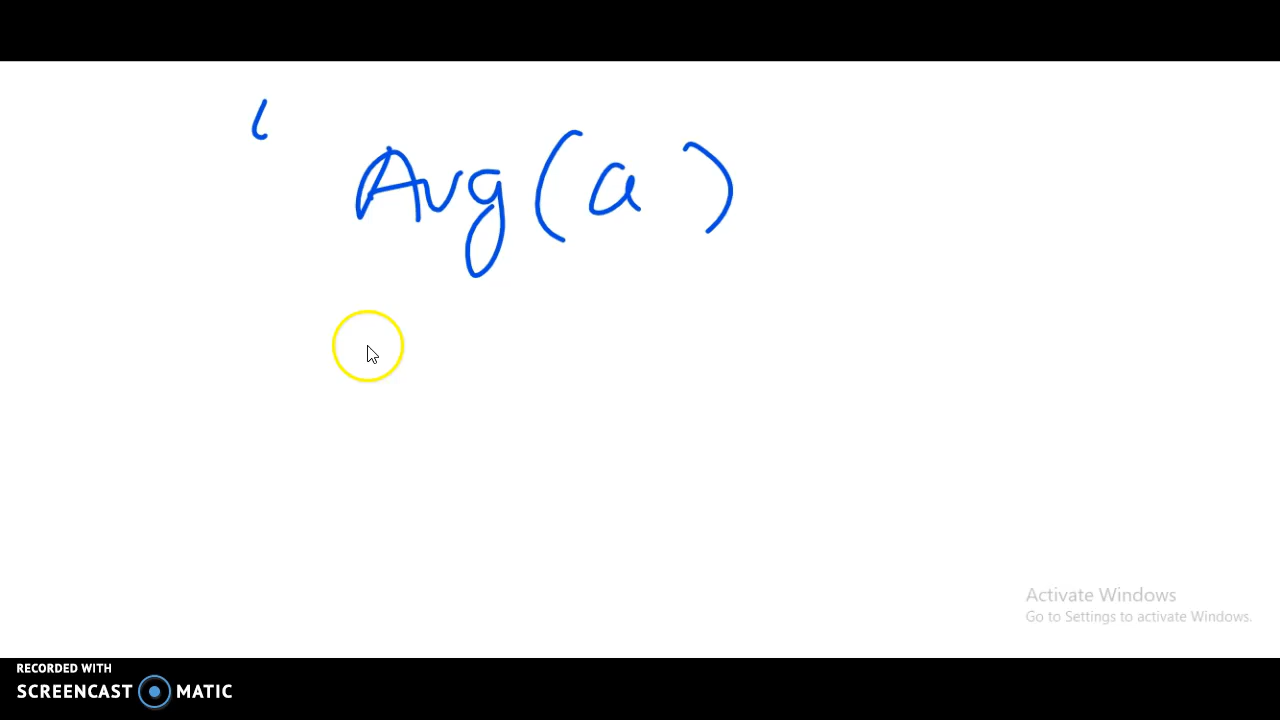 Avg(a )
Activate Windows
Go to Settings to activate Windows.
RECORDED WITH
SCREENCAST MATIC